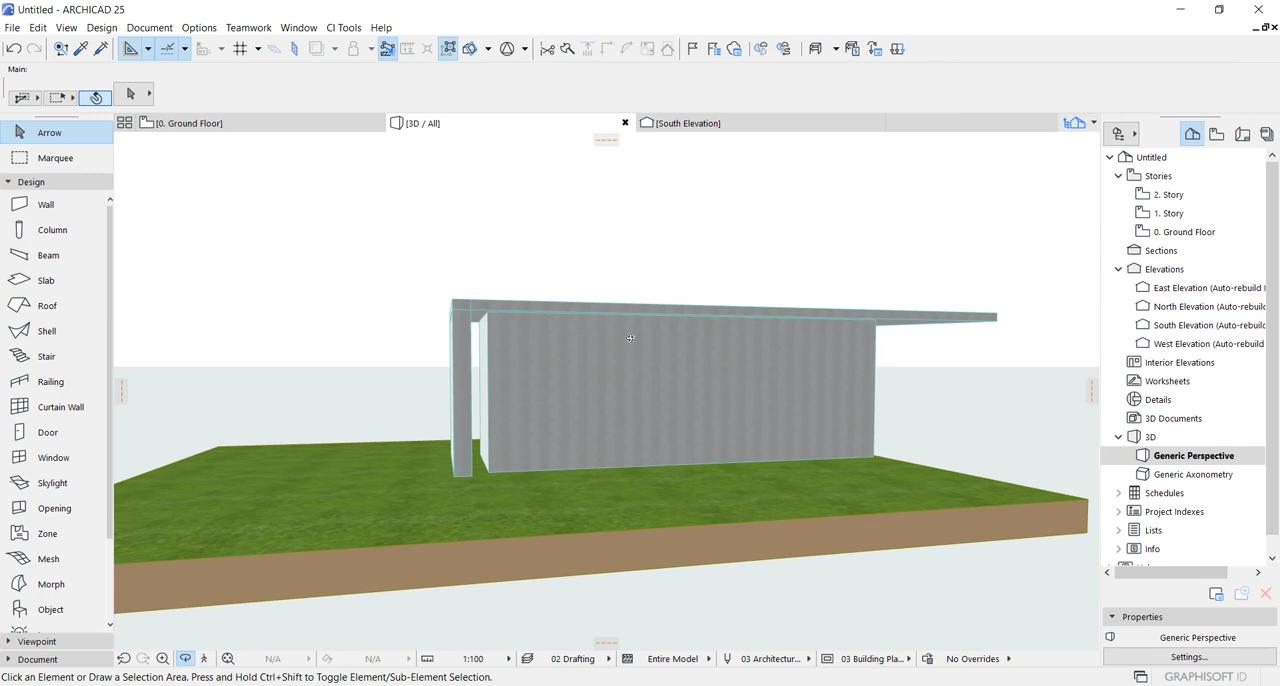 Untitled - ARCHICAD 25
File Edit View Design Document Options Teamwork Window CI Tools Help
Main:
[0. Ground Floor]
[3D / All]
[South Elevation]
Arrow
Marquee
Design
Wall
Column
Beam
Slab
Roof
Shell
Stair
Railing
Curtain Wall
Door
Window
Skylight
Opening
Zone
Mesh
Morph
Object
Viewpoint
Document
Untitled
Stories
2. Story
1. Story
0. Ground Floor
Sections
Elevations
East Elevation (Auto-rebuild
North Elevation (Auto-rebuild
South Elevation (Auto-rebuild
West Elevation (Auto-rebuild
Interior Elevations
Worksheets
Details
3D Documents
3D
Generic Perspective
Generic Axonometry
Schedules
Project Indexes
Lists
Info
Properties
Generic Perspective
Settings...
N/A N/A 1:100 02 Drafting Entire Model 03 Architectur... 03 Building Pla... No Overrides
Click an Element or Draw a Selection Area. Press and Hold Ctrl+Shift to Toggle Element/Sub-Element Selection.
GRAPHISOFT ID